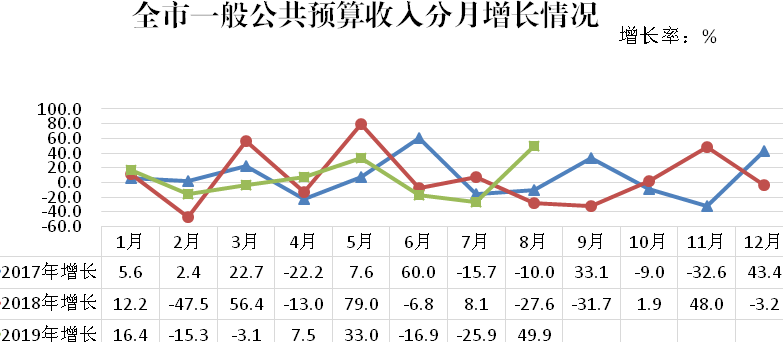 全市一般公共预算收入分月增长情况
增长率：%
100.0
80.0
60.0
40.0
20.0
0.0
-20.0
-40.0
-60.0
1月 2月 3月 4月 5月 6月 7月 8月 9月 10月 11月 12月
2017年增长 5.6 2.4 22.7 -22.2 7.6 60.0 -15.7 -10.0 33.1 -9.0 -32.6 43.4
2018年增长 12.2 -47.5 56.4 -13.0 79.0 -6.8 8.1 -27.6 -31.7 1.9 48.0 -3.2
2019年增长 16.4 -15.3 -3.1 7.5 33.0 -16.9 -25.9 49.9